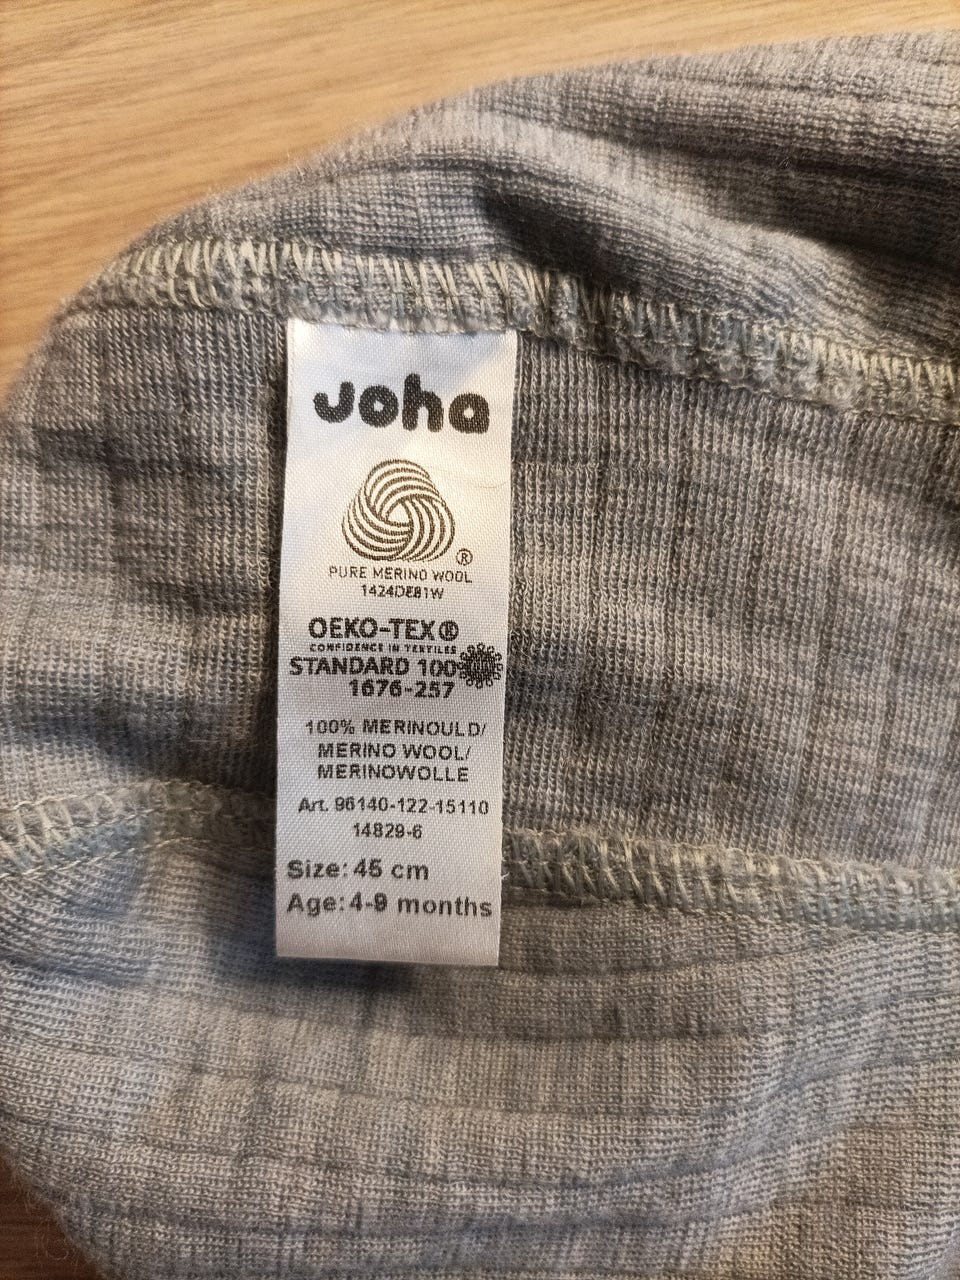 Joha
®
PURE MERINO WOOL
1424DE81W
OEKO-TEX®
CONFIDENCE IN TEXTILES
STANDARD 100
1676-257
100% MERINOULD/
MERINO WOOL/
MERINOWOLLE
Art. 96140-122-15110
14829-6
Size: 45 cm
Age: 4-9 months